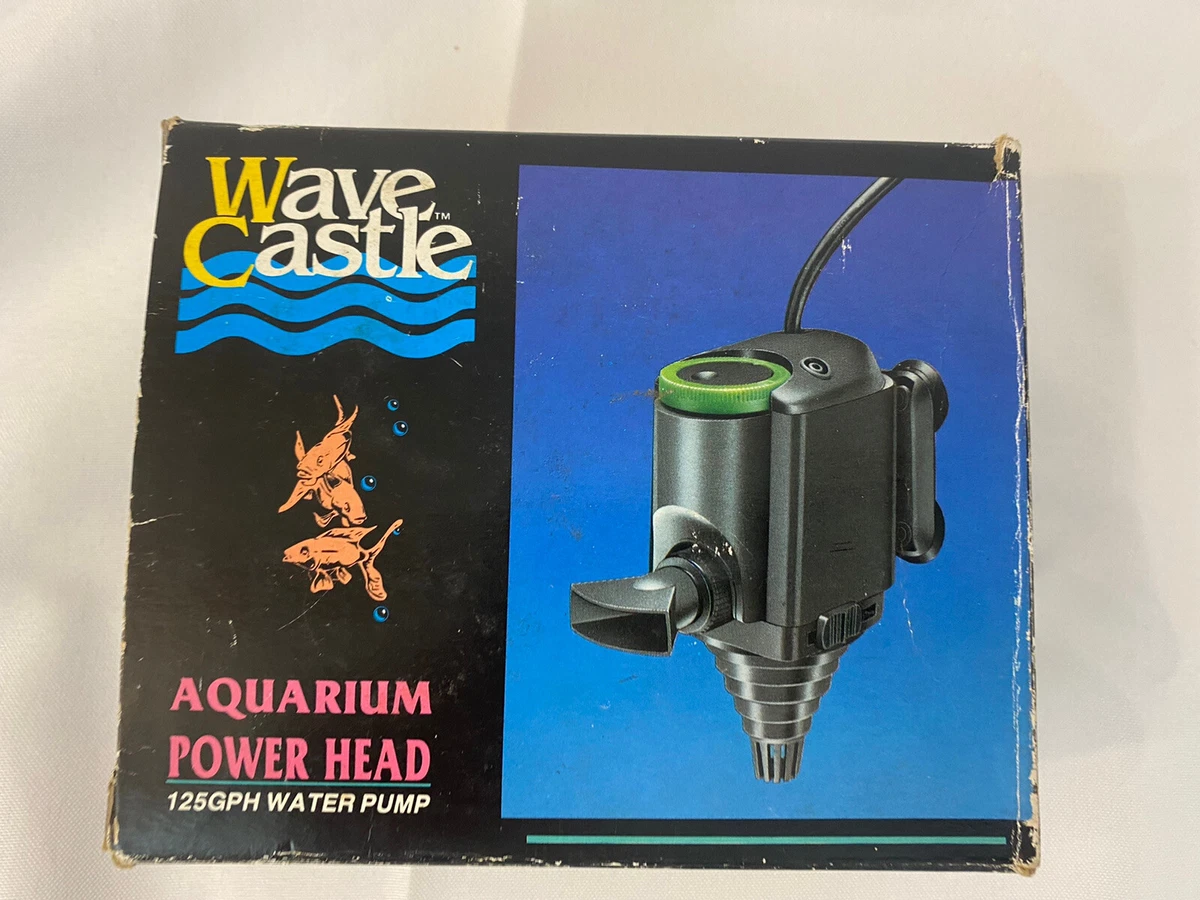 Wave
Castle™
AQUARIUM
POWER HEAD
125GPH WATER PUMP